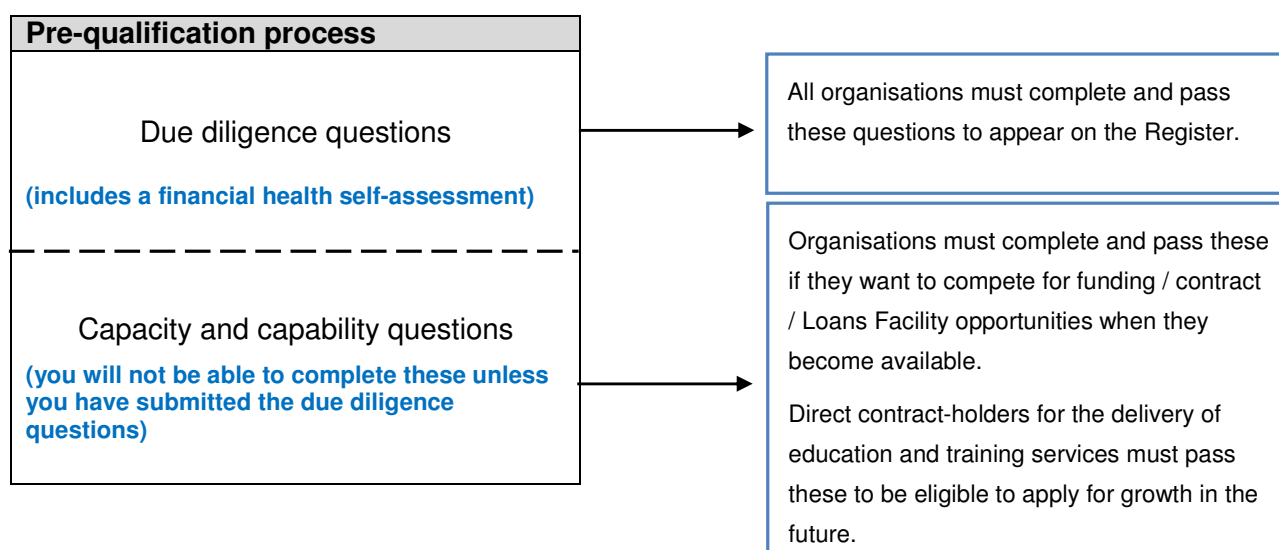 Pre-qualification process
Due diligence questions
(includes a financial health self-assessment)
All organisations must complete and pass
these questions to appear on the Register.
Capacity and capability questions
(you will not be able to complete these unless
you have submitted the due diligence
questions)
Organisations must complete and pass these
if they want to compete for funding / contract
/ Loans Facility opportunities when they
become available.
Direct contract-holders for the delivery of
education and training services must pass
these to be eligible to apply for growth in the
future.